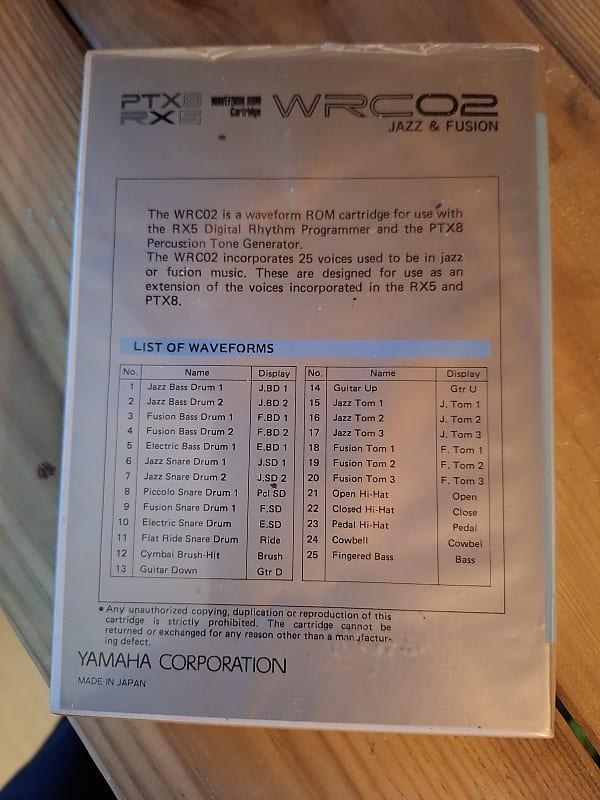 PTX8
RX5
WAVEFORM ROM
Cartridge
WRC02
JAZZ & FUSION
The WRC02 is a waveform ROM cartridge for use with
the RX5 Digital Rhythm Programmer and the PTX8
Percussion Tone Generator.
The WRC02 incorporates 25 voices used to be in jazz
or fusion music. These are designed for use as an
extension of the voices incorporated in the RX5 and
PTX8.
LIST OF WAVEFORMS
No. Name Display
1 Jazz Bass Drum 1 J.BD 1
2 Jazz Bass Drum 2 J.BD 2
3 Fusion Bass Drum 1 F.BD 1
4 Fusion Bass Drum 2 F.BD 2
5 Electric Bass Drum 1 E.BD 1
6 Jazz Snare Drum 1 J.SD 1
7 Jazz Snare Drum 2 J.SD 2
8 Piccolo Snare Drum 1 Pcl SD
9 Fusion Snare Drum 1 F.SD
10 Electric Snare Drum E.SD
11 Flat Ride Snare Drum Ride
12 Cymbal Brush-Hit Brush
13 Guitar Down Gtr D
No. Name Display
14 Guitar Up Gtr U
15 Jazz Tom 1 J. Tom 1
16 Jazz Tom 2 J. Tom 2
17 Jazz Tom 3 J. Tom 3
18 Fusion Tom 1 F. Tom 1
19 Fusion Tom 2 F. Tom 2
20 Fusion Tom 3 F. Tom 3
21 Open Hi-Hat Open
22 Closed Hi-Hat Close
23 Pedal Hi-Hat Pedal
24 Cowbell Cowbel
25 Fingered Bass Bass
• Any unauthorized copying, duplication or reproduction of this
cartridge is strictly prohibited. The cartridge cannot be
returned or exchanged for any reason other than a manufactur-
ing defect.
YAMAHA CORPORATION
MADE IN JAPAN